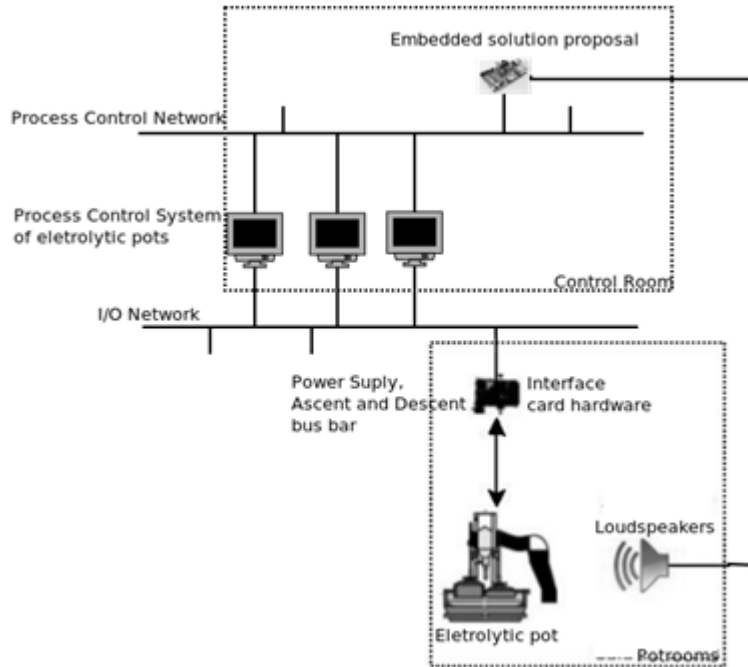 Embedded solution proposal
Process Control Network
Process Control System
of eletrolytic pots
Control Room
I/O Network
Power Suply,
Ascent and Descent
bus bar
Interface
card hardware
Loudspeakers
Eletrolytic pot
Potrooms